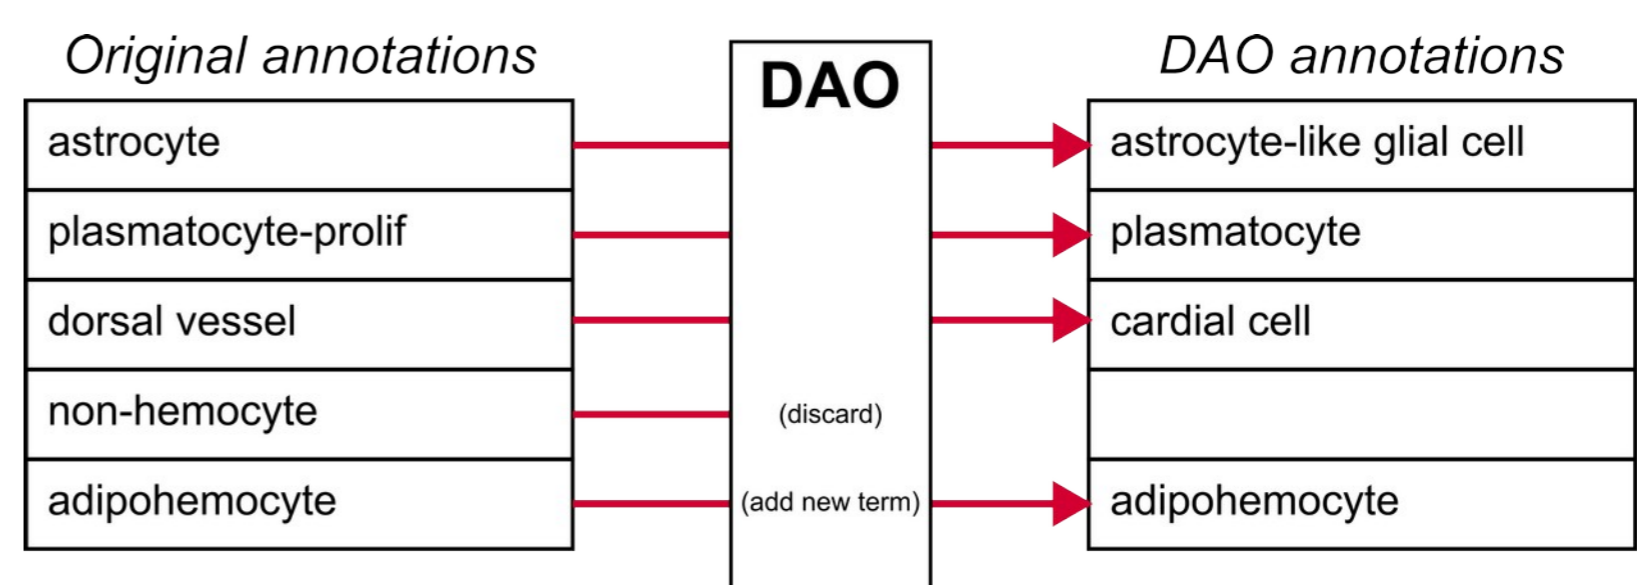 Original annotations
DAO
DAO annotations
astrocyte
astrocyte-like glial cell
plasmatocyte-prolif
plasmatocyte
dorsal vessel
cardial cell
non-hemocyte
(discard)
adipohemocyte
(add new term)
adipohemocyte